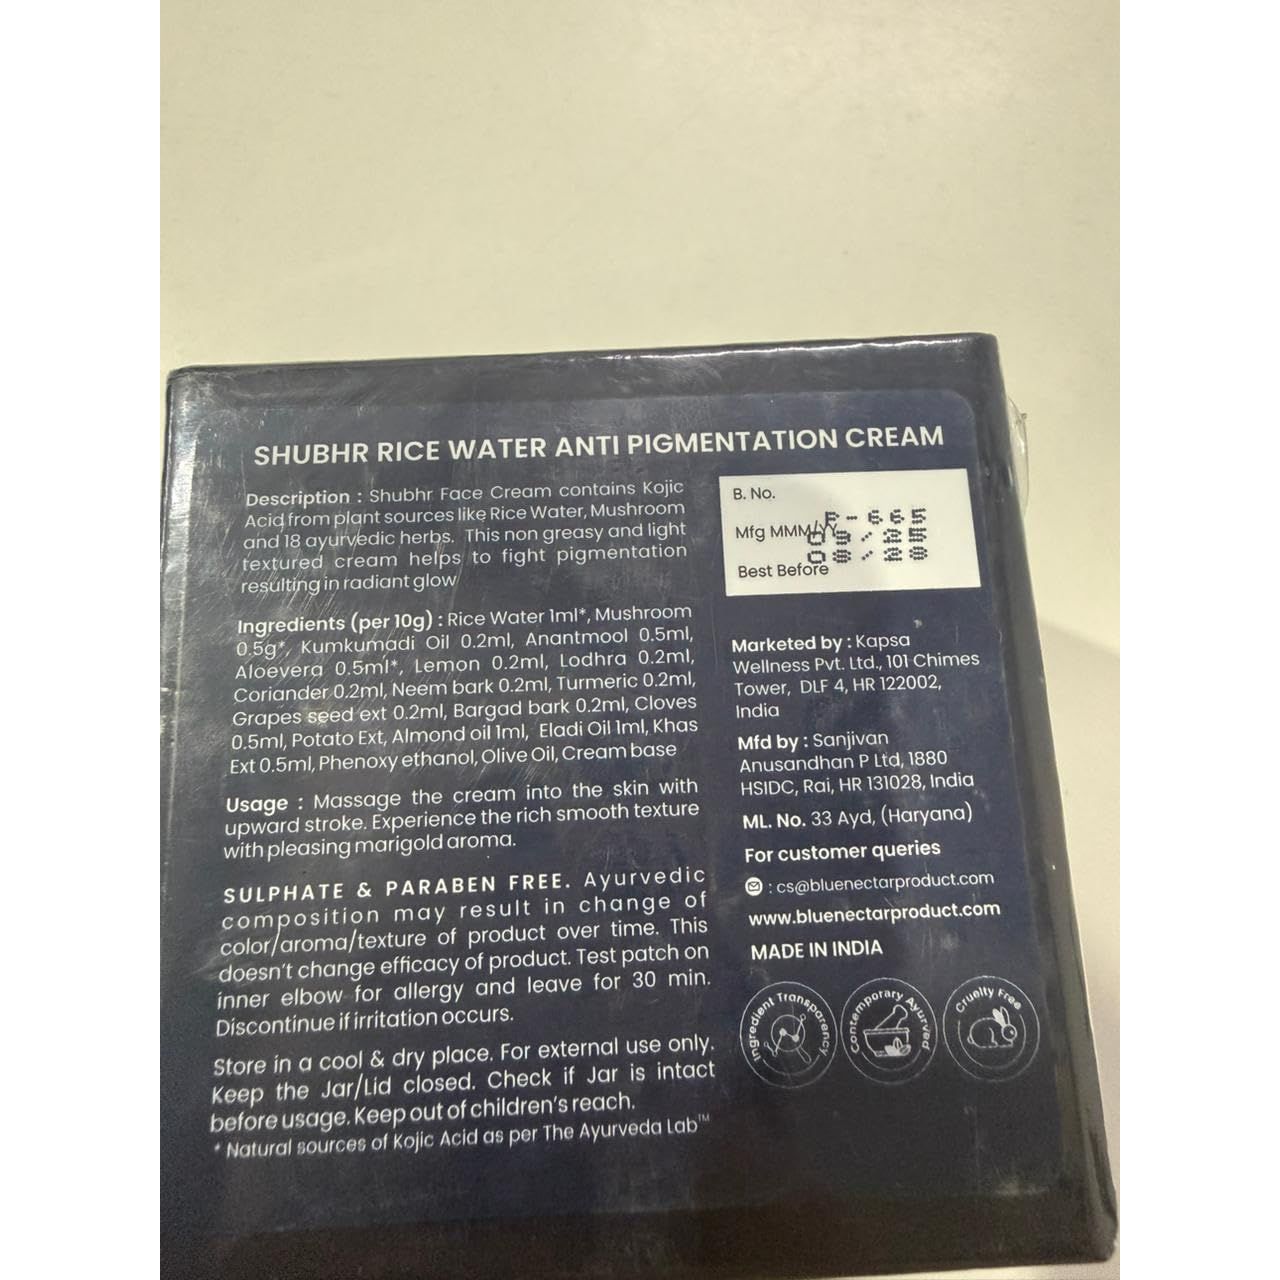 SHUBHR RICE WATER ANTI PIGMENTATION CREAM
Description : Shubhr Face Cream contains Kojic
Acid from plant sources like Rice Water, Mushroom
and 18 ayurvedic herbs. This non greasy and light
textured cream helps to fight pigmentation
resulting in radiant glow
Ingredients (per 10g) : Rice Water 1ml*, Mushroom
0.5g*, Kumkumadi Oil 0.2ml, Anantmool 0.5ml,
Aloevera 0.5ml*, Lemon 0.2ml, Lodhra 0.2ml,
Coriander 0.2ml, Neem bark 0.2ml, Turmeric 0.2ml,
Grapes seed ext 0.2ml, Bargad bark 0.2ml, Cloves
0.5ml, Potato Ext, Almond oil 1ml, Eladi Oil 1ml, Khas
Ext 0.5ml, Phenoxy ethanol, Olive Oil, Cream base
Usage : Massage the cream into the skin with
upward stroke. Experience the rich smooth texture
with pleasing marigold aroma.
SULPHATE & PARABEN FREE. Ayurvedic
composition may result in change of
color/aroma/texture of product over time. This
doesn't change efficacy of product. Test patch on
inner elbow for allergy and leave for 30 min.
Discontinue if irritation occurs.
Store in a cool & dry place. For external use only.
Keep the Jar/Lid closed. Check if Jar is intact
before usage. Keep out of children's reach.
* Natural sources of Kojic Acid as per The Ayurveda Lab™
B. No.
P-665
Mfg MMM/YY
09/25
08/28
Best Before
Marketed by : Kapsa
Wellness Pvt. Ltd., 101 Chimes
Tower, DLF 4, HR 122002,
India
Mfd by : Sanjivan
Anusandhan P Ltd, 1880
HSIDC, Rai, HR 131028, India
ML. No. 33 Ayd, (Haryana)
For customer queries
: cs@bluenectarproduct.com
www.bluenectarproduct.com
MADE IN INDIA
Ingredient Transparency
Contemporary Ayurved
Cruelty Free